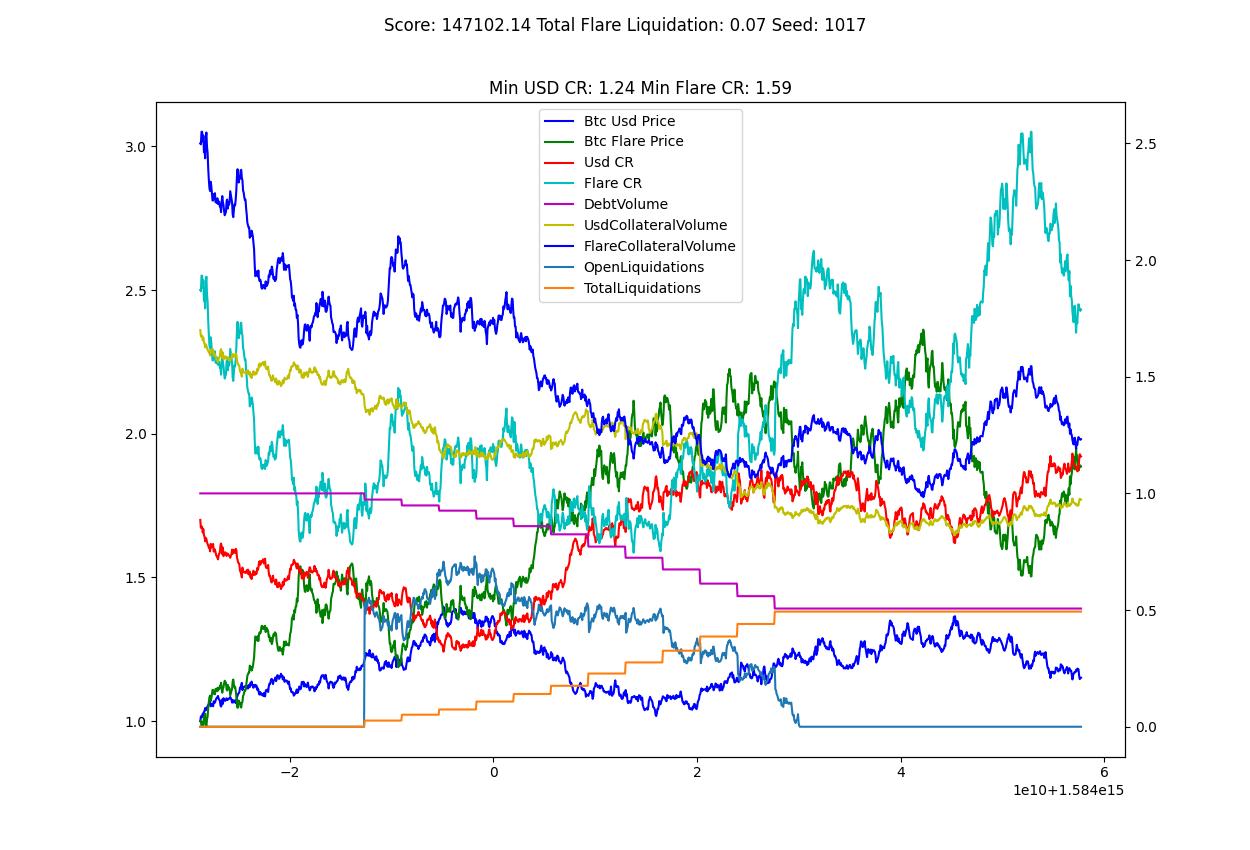 Score: 147102.14 Total Flare Liquidation: 0.07 Seed: 1017
Min USD CR: 1.24 Min Flare CR: 1.59
3.0
2.5
2.0
1.5
1.0
Btc Usd Price
Btc Flare Price
Usd CR
Flare CR
DebtVolume
UsdCollateralVolume
FlareCollateralVolume
OpenLiquidations
TotalLiquidations
2.5
2.0
1.5
1.0
0.5
0.0
−2
0
2
4
6
1e10+1.584e15